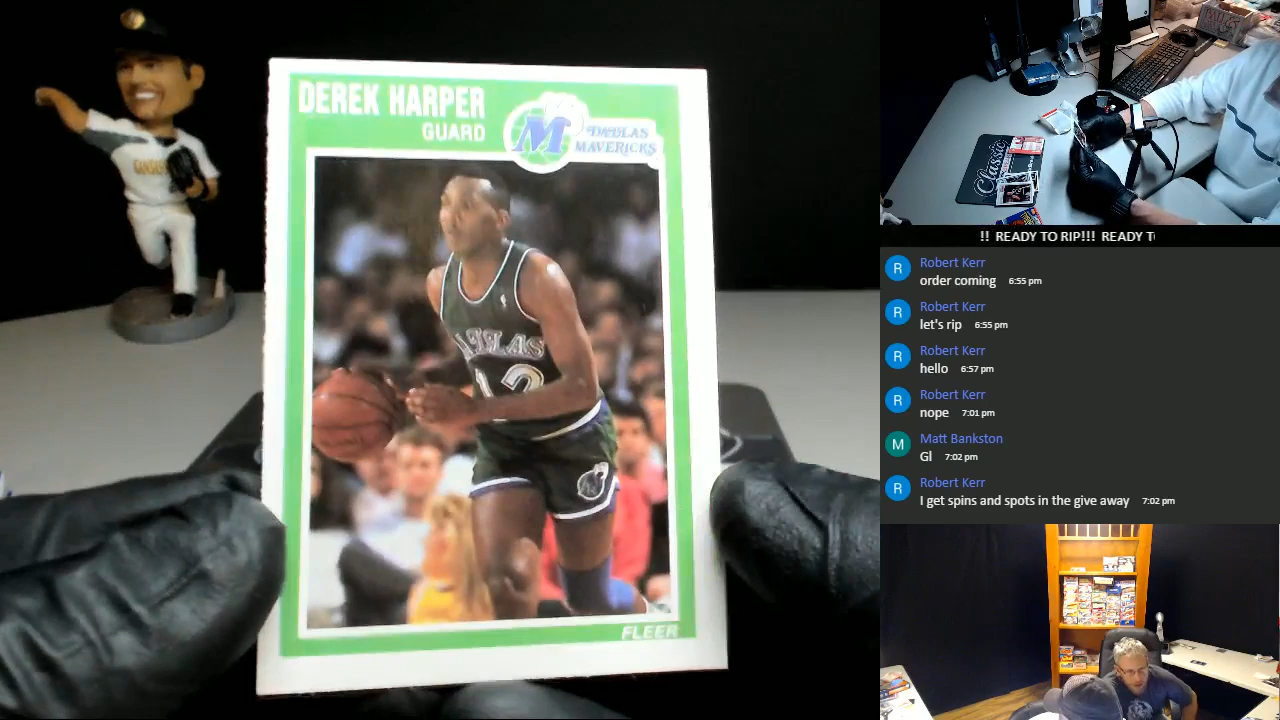 DEREK HARPER
GUARD
M
DALLAS
MAVERICKS
DALLAS
12
FLEER
Classic
!! READY TO RIP!!! READY T
R
Robert Kerr
order coming 6:55 pm
R
Robert Kerr
let's rip 6:55 pm
R
Robert Kerr
hello 6:57 pm
R
Robert Kerr
nope 7:01 pm
M
Matt Bankston
Gl 7:02 pm
R
Robert Kerr
I get spins and spots in the give away 7:02 pm